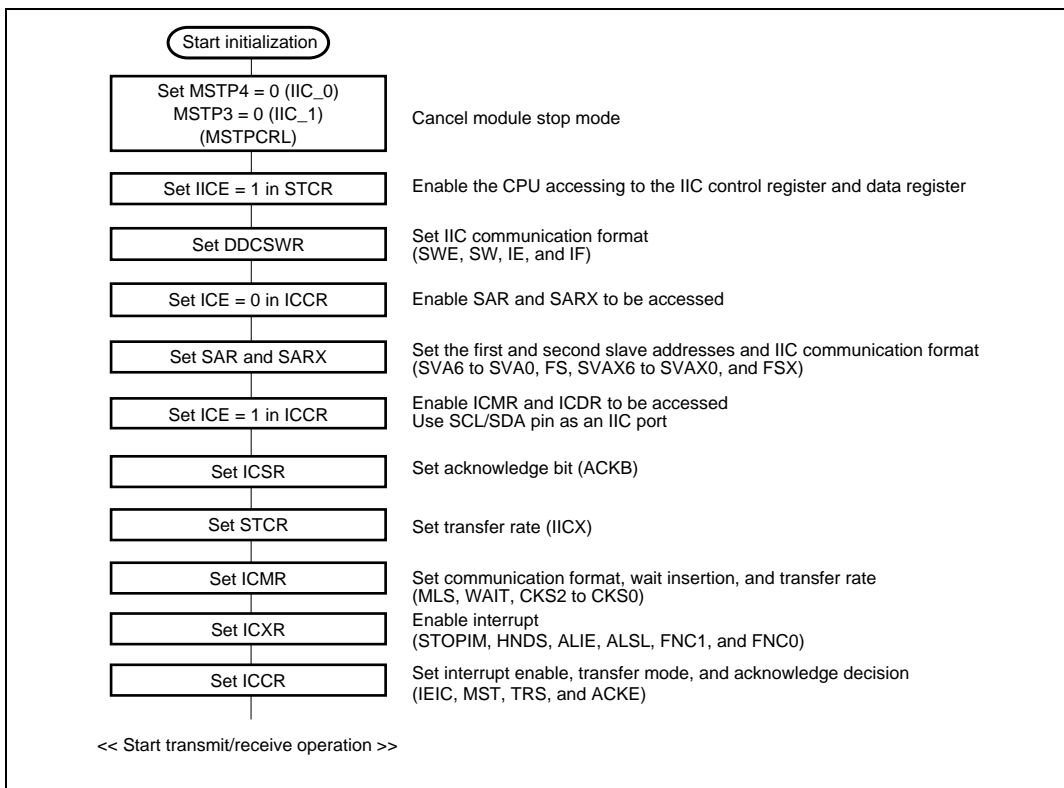 Start initialization
Set MSTP4 = 0 (IIC_0)
MSTP3 = 0 (IIC_1)
(MSTPCRL)
Cancel module stop mode
Set IICE = 1 in STCR
Enable the CPU accessing to the IIC control register and data register
Set DDCSWR
Set IIC communication format
(SWE, SW, IE, and IF)
Set ICE = 0 in ICCR
Enable SAR and SARX to be accessed
Set SAR and SARX
Set the first and second slave addresses and IIC communication format
(SVA6 to SVA0, FS, SVAX6 to SVAX0, and FSX)
Set ICE = 1 in ICCR
Enable ICMR and ICDR to be accessed
Use SCL/SDA pin as an IIC port
Set ICSR
Set acknowledge bit (ACKB)
Set STCR
Set transfer rate (IICX)
Set ICMR
Set communication format, wait insertion, and transfer rate
(MLS, WAIT, CKS2 to CKS0)
Set ICXR
Enable interrupt
(STOPIM, HNDS, ALIE, ALSL, FNC1, and FNC0)
Set ICCR
Set interrupt enable, transfer mode, and acknowledge decision
(IEIC, MST, TRS, and ACKE)
<< Start transmit/receive operation >>